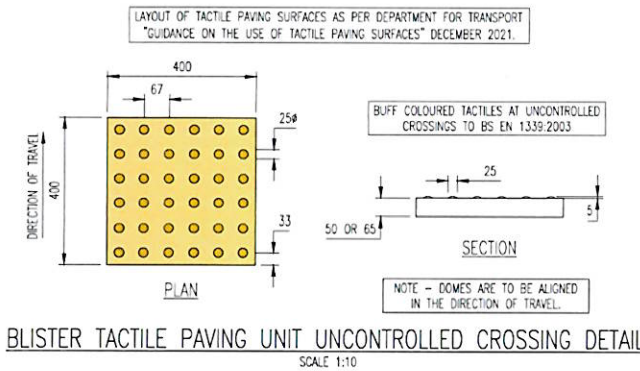 LAYOUT OF TACTILE PAVING SURFACES AS PER DEPARTMENT FOR TRANSPORT
"GUIDANCE ON THE USE OF TACTILE PAVING SURFACES" DECEMBER 2021.
400
67
25ø
DIRECTION OF TRAVEL
400
33
PLAN
BUFF COLOURED TACTILES AT UNCONTROLLED
CROSSINGS TO BS EN 1339:2003
25
50 OR 65
5
SECTION
NOTE - DOMES ARE TO BE ALIGNED
IN THE DIRECTION OF TRAVEL.
BLISTER TACTILE PAVING UNIT UNCONTROLLED CROSSING DETAIL
SCALE 1:10